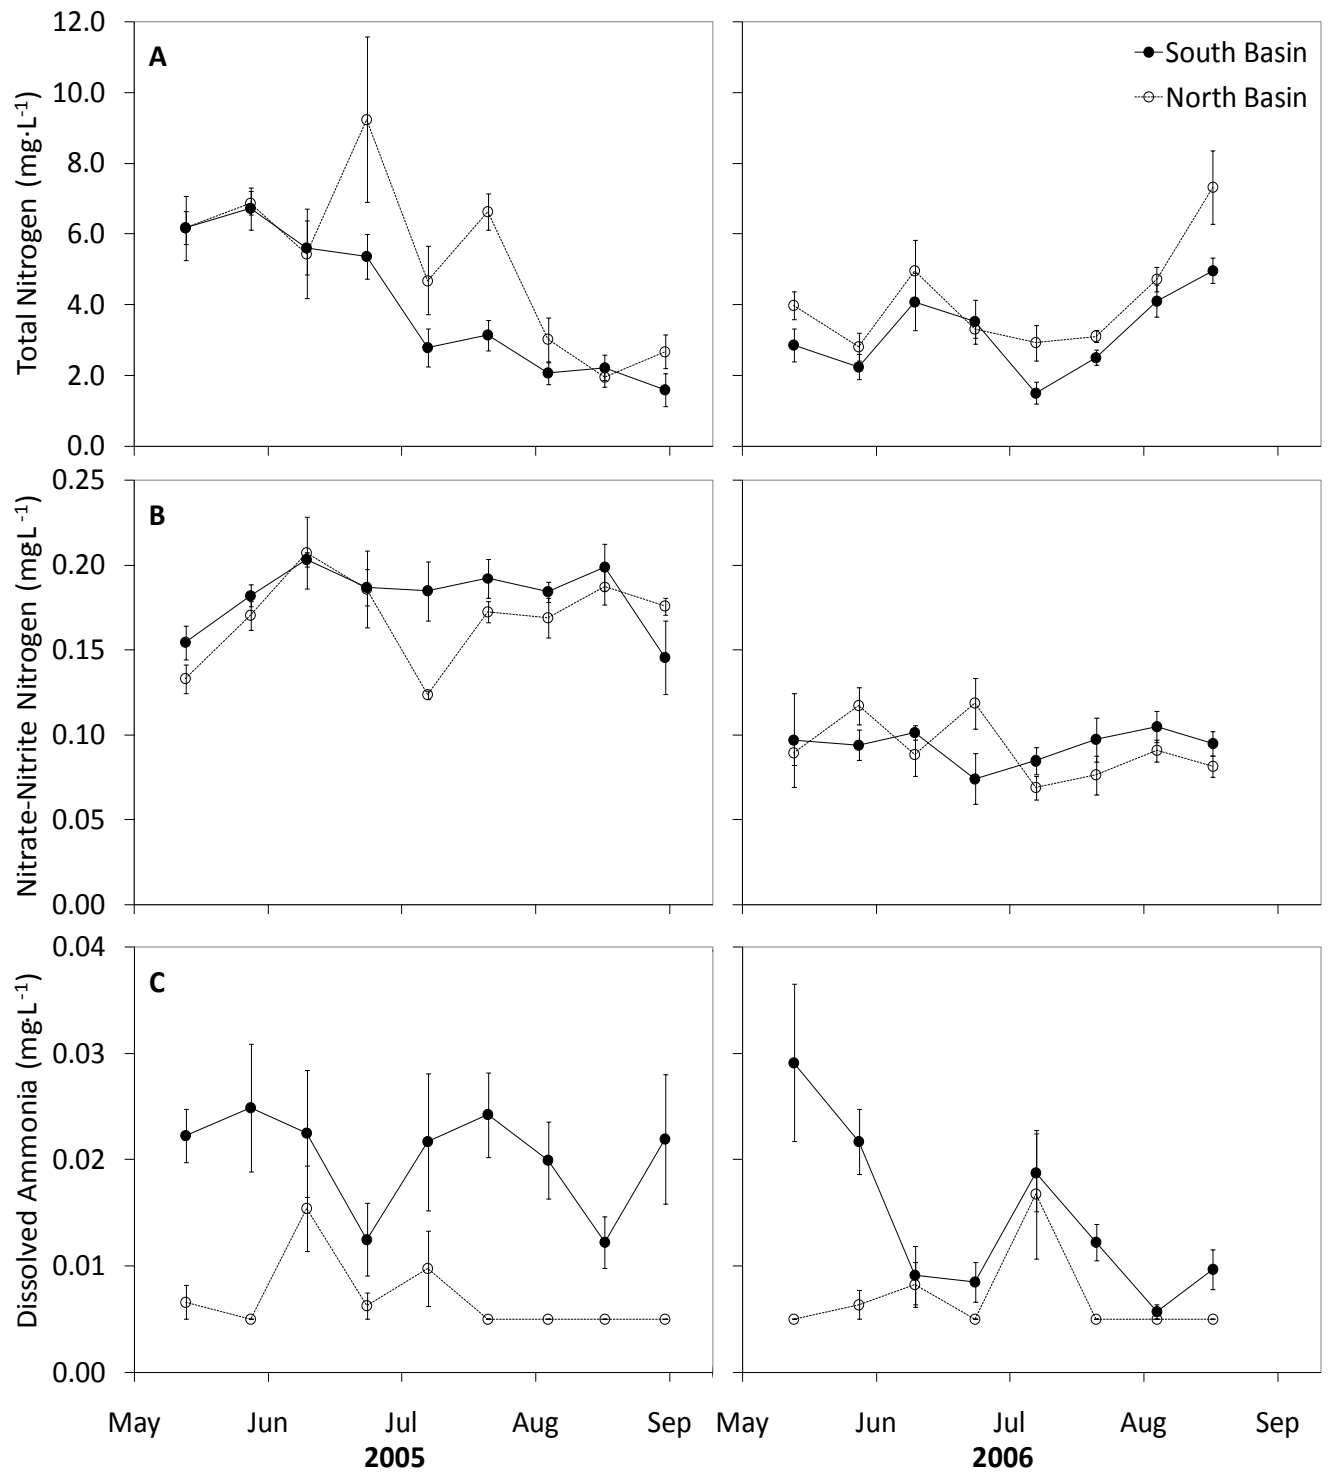 12.0
10.0
8.0
6.0
4.0
2.0
0.0
Total Nitrogen (mg·L-1)
A
South Basin
North Basin
0.25
0.20
0.15
0.10
0.05
0.00
Nitrate-Nitrite Nitrogen (mgL-1)
B
0.04
0.03
0.02
0.01
0.00
Dissolved Ammonia (mg·L-1)
C
May Jun Jul Aug Sep
2005
May Jun Jul Aug Sep
2006